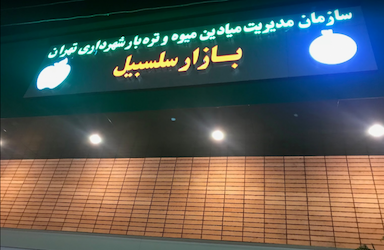 سازمان مدیریت میادین میوه و تره بار شهرداری تهران
بازار سلسبیل